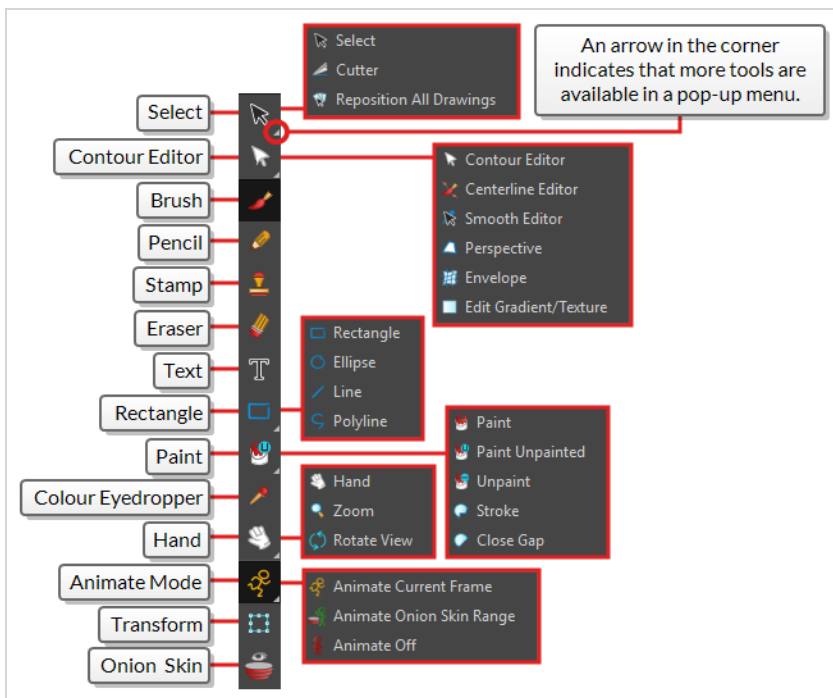 Select
Cutter
Reposition All Drawings
An arrow in the corner
indicates that more tools are
available in a pop-up menu.
Select
Contour Editor
Brush
Pencil
Stamp
Eraser
Text
Rectangle
Paint
Colour Eyedropper
Hand
Animate Mode
Transform
Onion Skin
Contour Editor
Centerline Editor
Smooth Editor
Perspective
Envelope
Edit Gradient/Texture
Rectangle
Ellipse
Line
Polyline
Paint
Paint Unpainted
Unpaint
Stroke
Close Gap
Hand
Zoom
Rotate View
Animate Current Frame
Animate Onion Skin Range
Animate Off